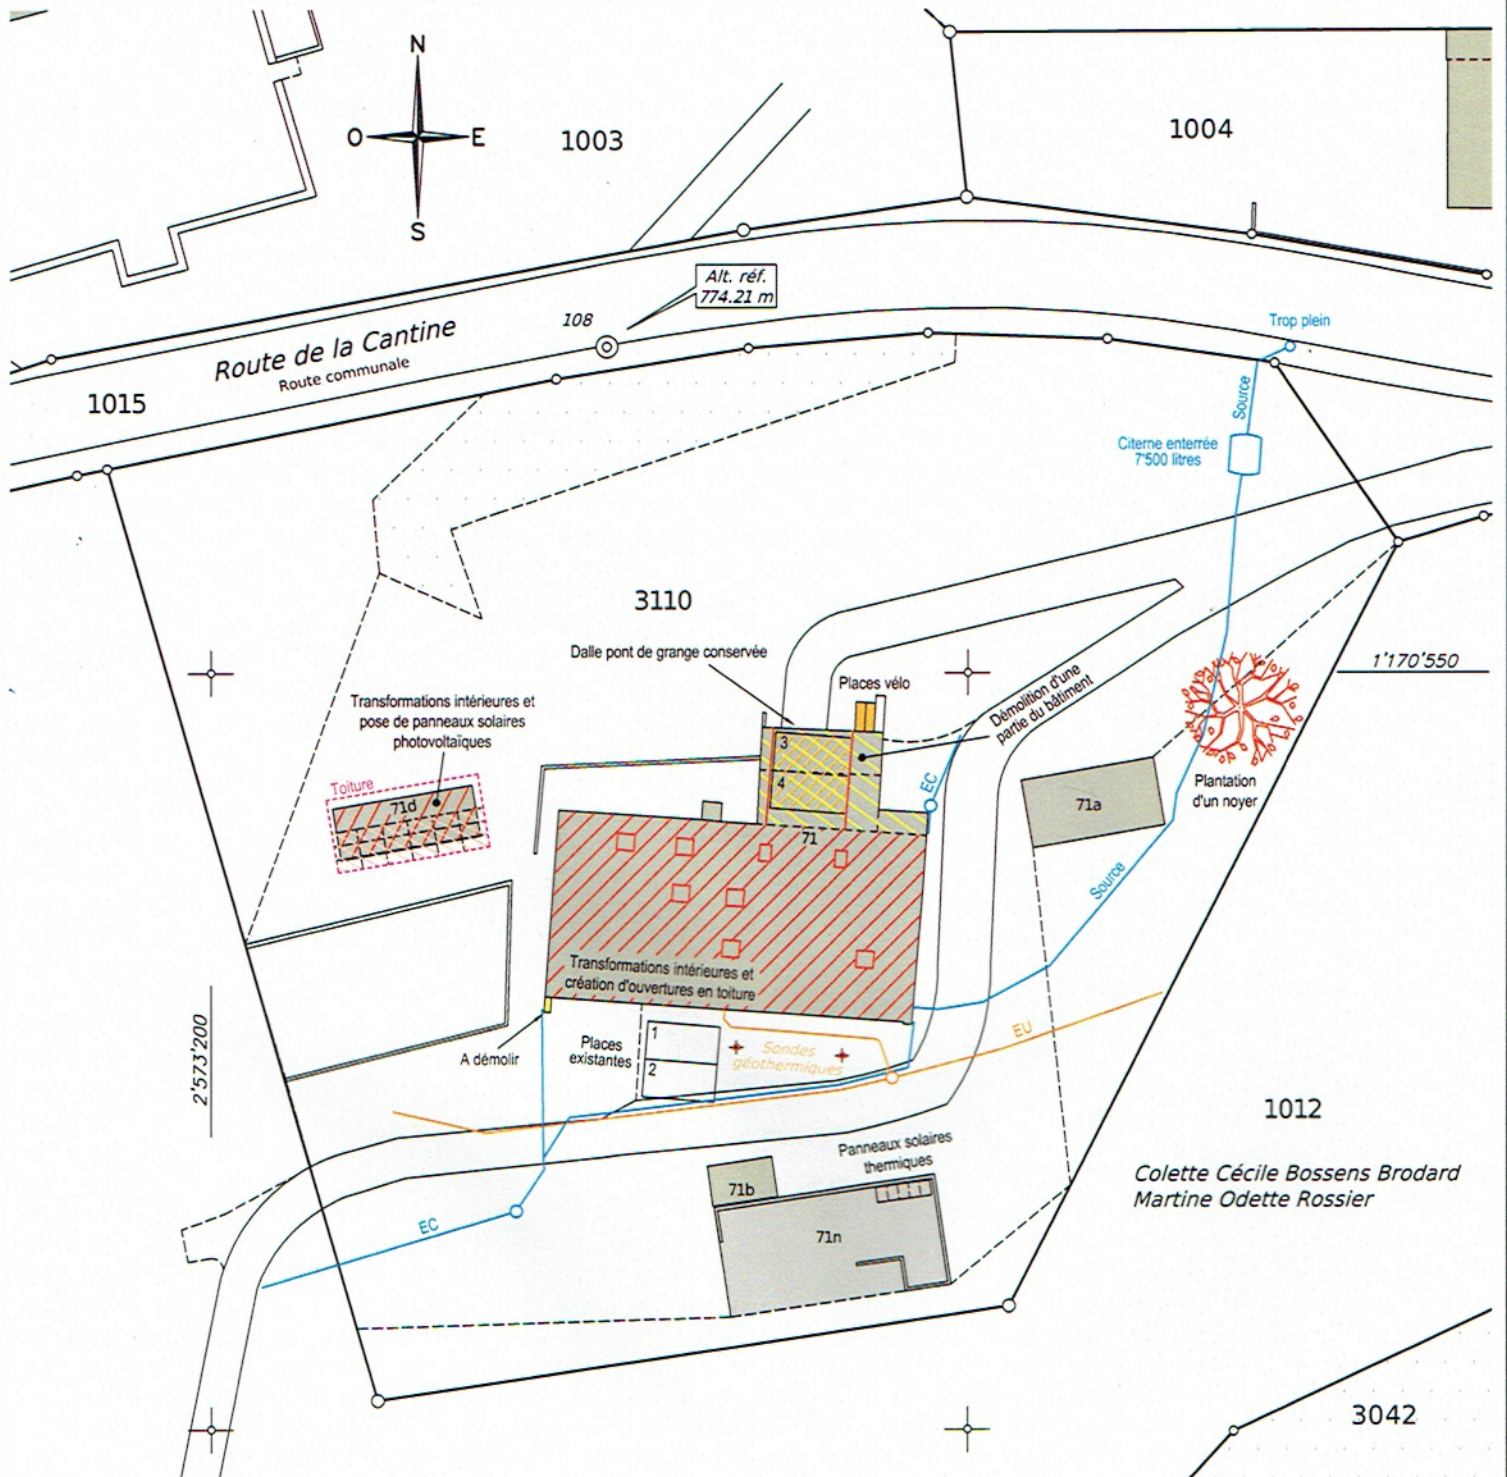 N
O
E
S
1003
1004
Alt. réf.
774.21 m
108
Route de la Cantine
Route communale
1015
Trop plein
Source
Citerne enterrée
7'500 litres
3110
Dalle pont de grange conservée
1'170'550
Places vélo
Démolition d'une
partie du bâtiment
Transformations intérieures et
pose de panneaux solaires
photovoltaïques
Toiture
71d
3
4
EC
71
71a
Plantation
d'un noyer
Source
Transformations intérieures et
création d'ouvertures en toiture
2'573'200
A démolir
Places
existantes
1
2
Sondes
géothermiques
EU
1012
Colette Cécile Bossens Brodard
Martine Odette Rossier
Panneaux solaires
thermiques
71b
71n
EC
3042